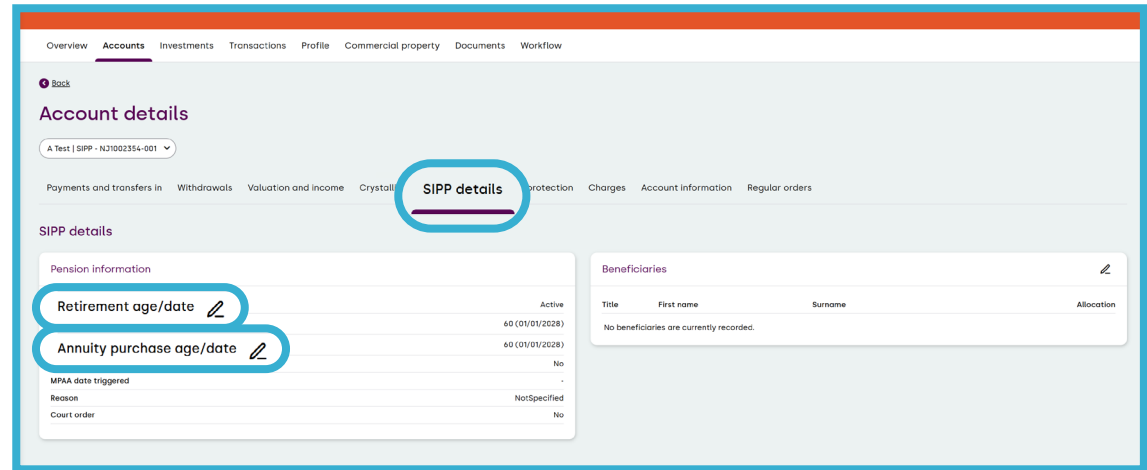 Overview Accounts Investments Transactions Profile Commercial property Documents Workflow
Back
Account details
A Test | SIPP - NJ1002354-001
Payments and transfers in Withdrawals Valuation and income SIPP details protection Charges Account information Regular orders
SIPP details
Pension information
Retirement age/date Active
60 (01/01/2028)
Annuity purchase age/date 60 (01/01/2028)
No
MPAA date triggered -
Reason NotSpecified
Court order No
Beneficiaries
Title First name Surname Allocation
No beneficiaries are currently recorded.